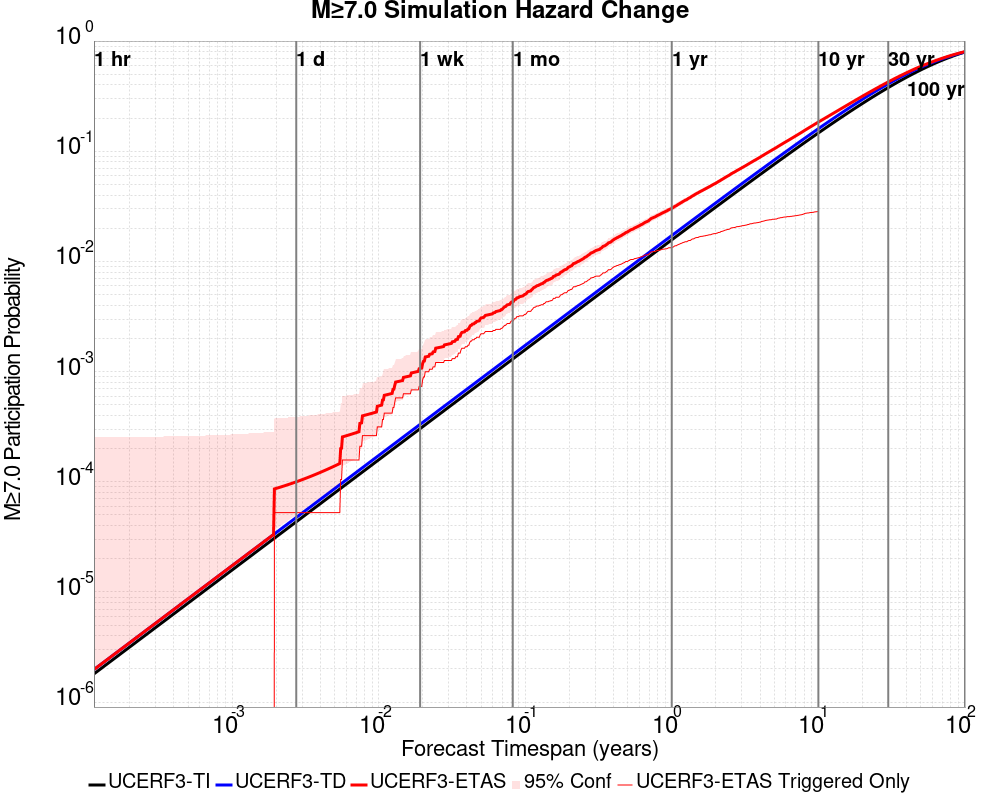 M≥7.0 Simulation Hazard Change
1 hr
1 d
1 wk
1 mo
1 yr
10 yr
30 yr
100 yr
M≥7.0 Participation Probability
10^0
10^-1
10^-2
10^-3
10^-4
10^-5
10^-6
10^-3
10^-2
10^-1
10^0
10^1
10^2
Forecast Timespan (years)
UCERF3-TI UCERF3-TD UCERF3-ETAS 95% Conf UCERF3-ETAS Triggered Only